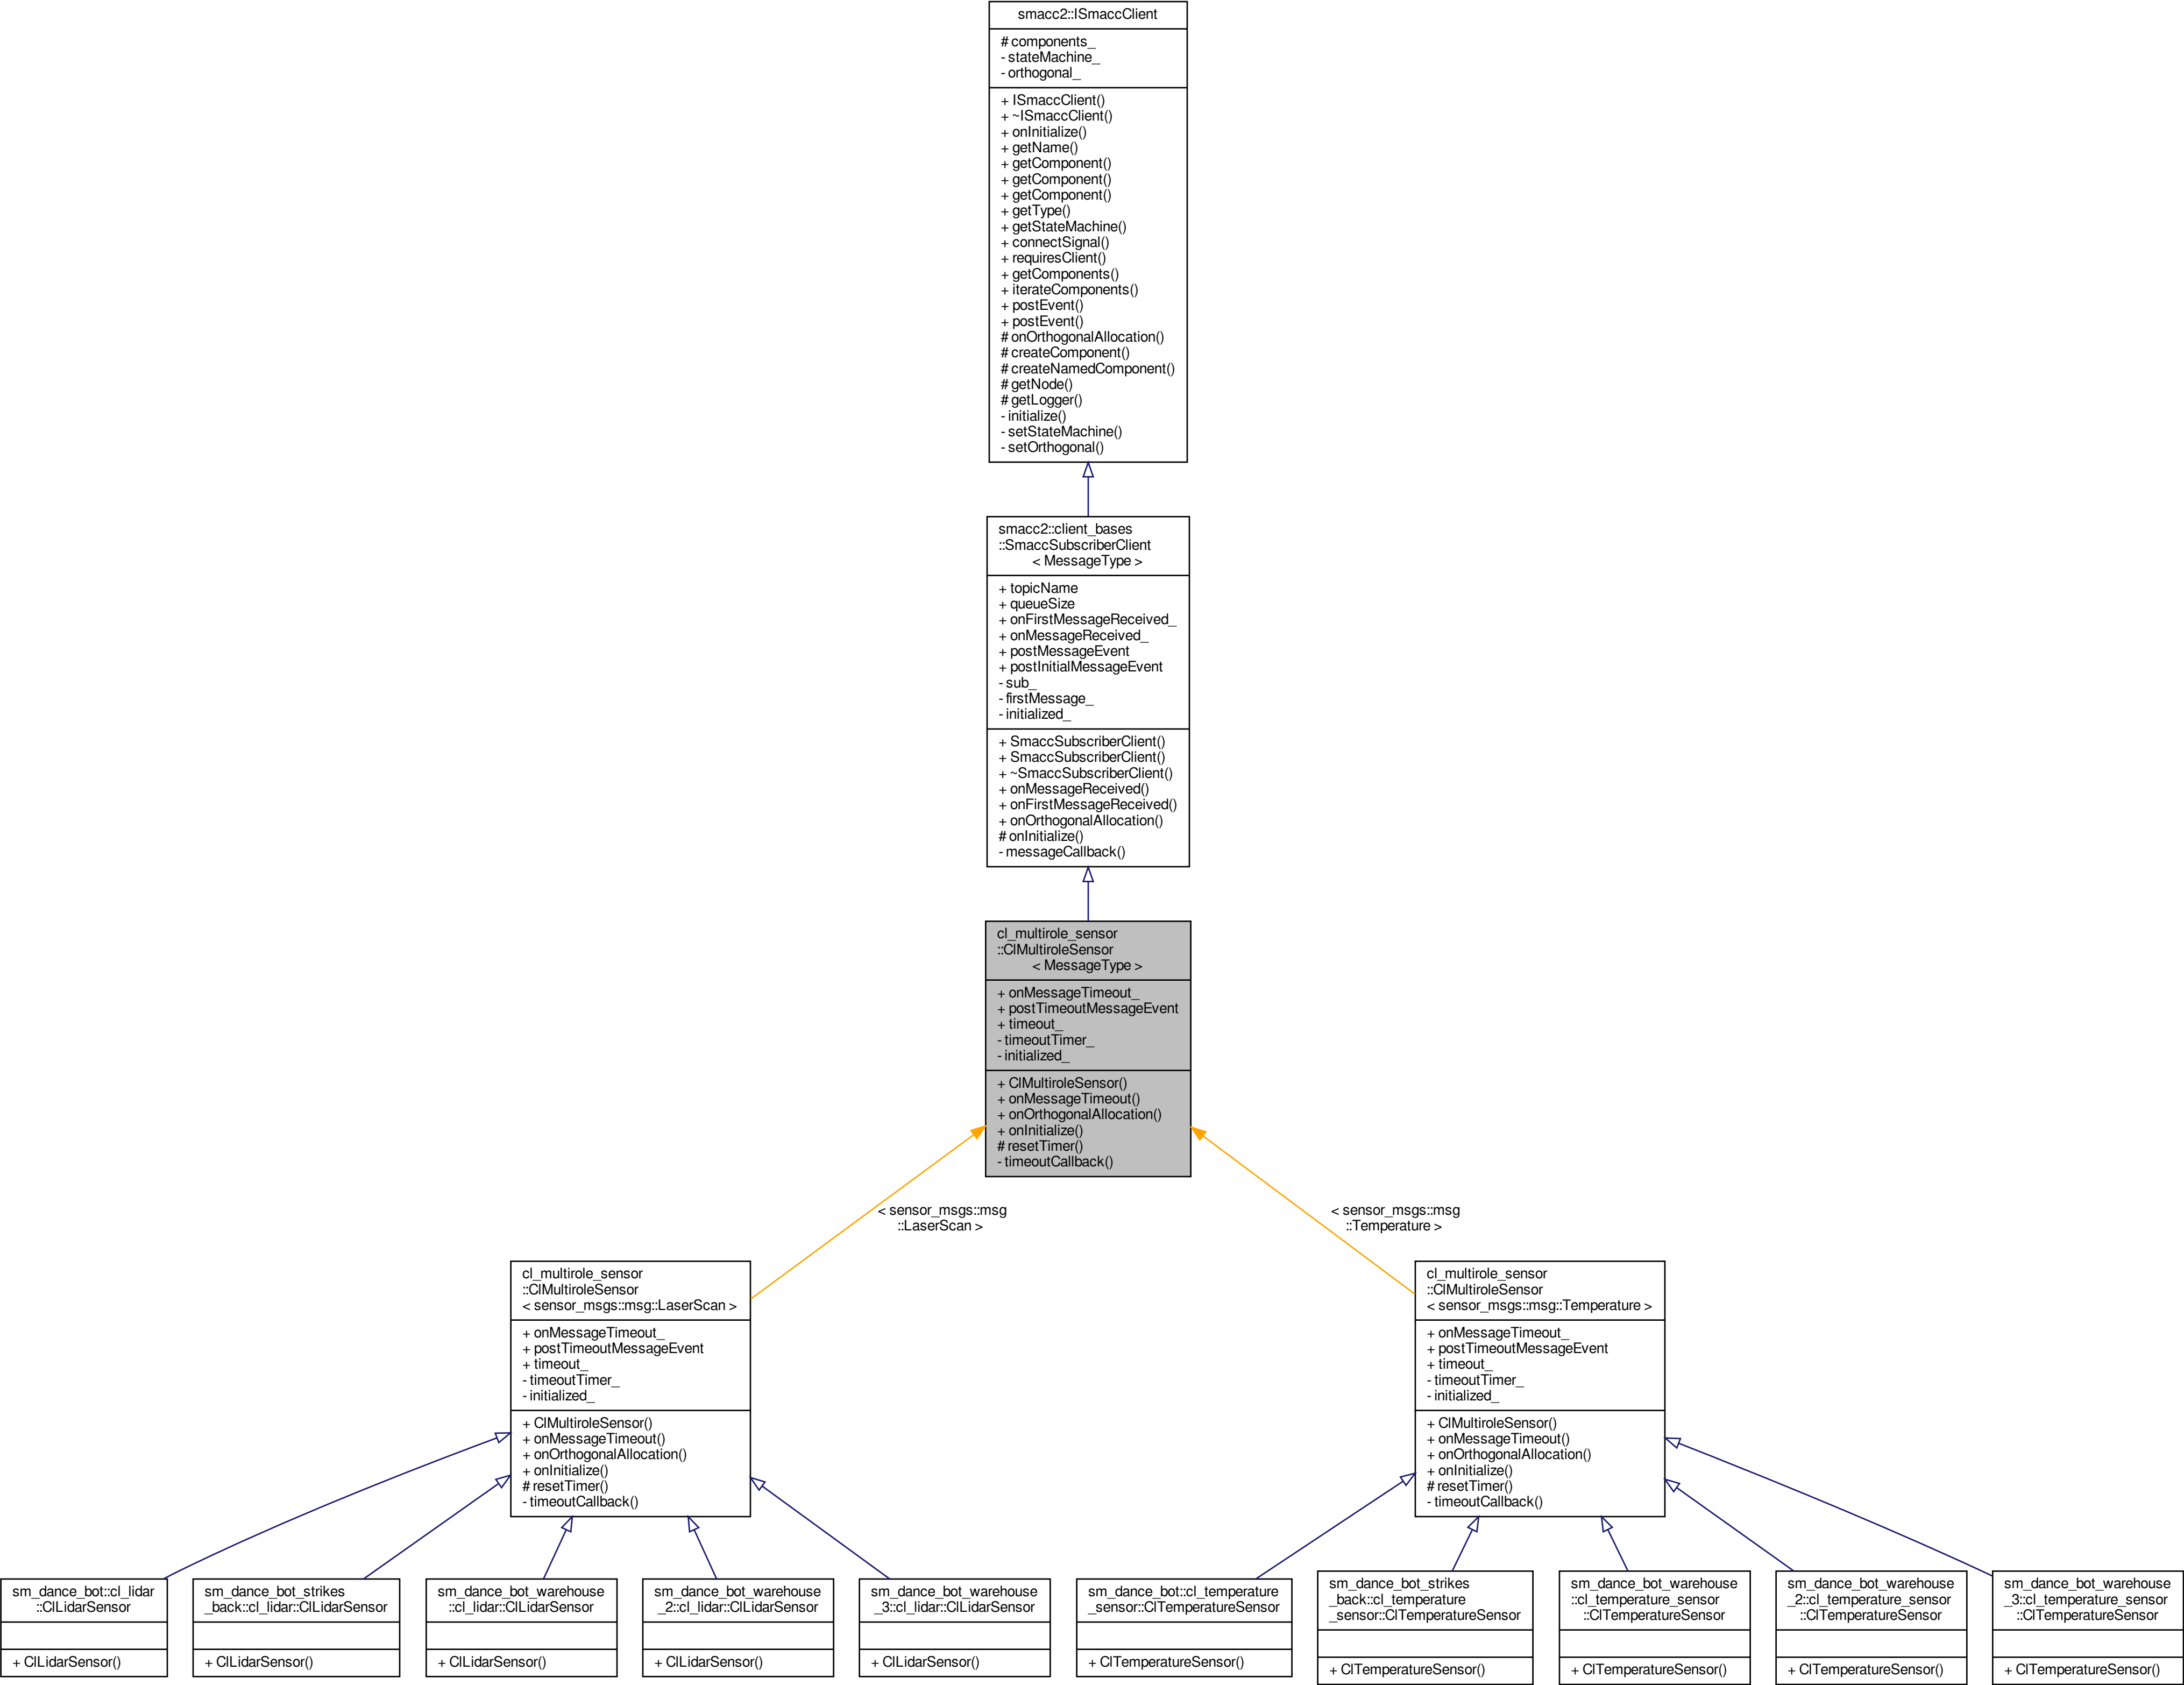 smacc2::ISmaccClient
# components_
- stateMachine_
- orthogonal_
+ ISmaccClient()
+ ~ISmaccClient()
+ onInitialize()
+ getName()
+ getComponent()
+ getComponent()
+ getComponent()
+ getType()
+ getStateMachine()
+ connectSignal()
+ requiresClient()
+ getComponents()
+ iterateComponents()
+ postEvent()
+ postEvent()
# onOrthogonalAllocation()
# createComponent()
# createNamedComponent()
# getNode()
# getLogger()
- initialize()
- setStateMachine()
- setOrthogonal()
smacc2::client_bases
::SmaccSubscriberClient
< MessageType >
+ topicName
+ queueSize
+ onFirstMessageReceived_
+ onMessageReceived_
+ postMessageEvent
+ postInitialMessageEvent
- sub_
- firstMessage_
- initialized_
+ SmaccSubscriberClient()
+ SmaccSubscriberClient()
+ ~SmaccSubscriberClient()
+ onMessageReceived()
+ onFirstMessageReceived()
+ onOrthogonalAllocation()
# onInitialize()
- messageCallback()
cl_multirole_sensor
::ClMultiroleSensor
< MessageType >
+ onMessageTimeout_
+ postTimeoutMessageEvent
+ timeout_
- timeoutTimer_
- initialized_
+ ClMultiroleSensor()
+ onMessageTimeout()
+ onOrthogonalAllocation()
+ onInitialize()
# resetTimer()
- timeoutCallback()
< sensor_msgs::msg
::LaserScan >
< sensor_msgs::msg
::Temperature >
cl_multirole_sensor
::ClMultiroleSensor
< sensor_msgs::msg::LaserScan >
+ onMessageTimeout_
+ postTimeoutMessageEvent
+ timeout_
- timeoutTimer_
- initialized_
+ ClMultiroleSensor()
+ onMessageTimeout()
+ onOrthogonalAllocation()
+ onInitialize()
# resetTimer()
- timeoutCallback()
cl_multirole_sensor
::ClMultiroleSensor
< sensor_msgs::msg::Temperature >
+ onMessageTimeout_
+ postTimeoutMessageEvent
+ timeout_
- timeoutTimer_
- initialized_
+ ClMultiroleSensor()
+ onMessageTimeout()
+ onOrthogonalAllocation()
+ onInitialize()
# resetTimer()
- timeoutCallback()
sm_dance_bot::cl_lidar
::ClLidarSensor
+ ClLidarSensor()
sm_dance_bot_strikes
_back::cl_lidar::ClLidarSensor
+ ClLidarSensor()
sm_dance_bot_warehouse
::cl_lidar::ClLidarSensor
+ ClLidarSensor()
sm_dance_bot_warehouse
_2::cl_lidar::ClLidarSensor
+ ClLidarSensor()
sm_dance_bot_warehouse
_3::cl_lidar::ClLidarSensor
+ ClLidarSensor()
sm_dance_bot::cl_temperature
_sensor::ClTemperatureSensor
+ ClTemperatureSensor()
sm_dance_bot_strikes
_back::cl_temperature
_sensor::ClTemperatureSensor
+ ClTemperatureSensor()
sm_dance_bot_warehouse
::cl_temperature_sensor
::ClTemperatureSensor
+ ClTemperatureSensor()
sm_dance_bot_warehouse
_2::cl_temperature_sensor
::ClTemperatureSensor
+ ClTemperatureSensor()
sm_dance_bot_warehouse
_3::cl_temperature_sensor
::ClTemperatureSensor
+ ClTemperatureSensor()